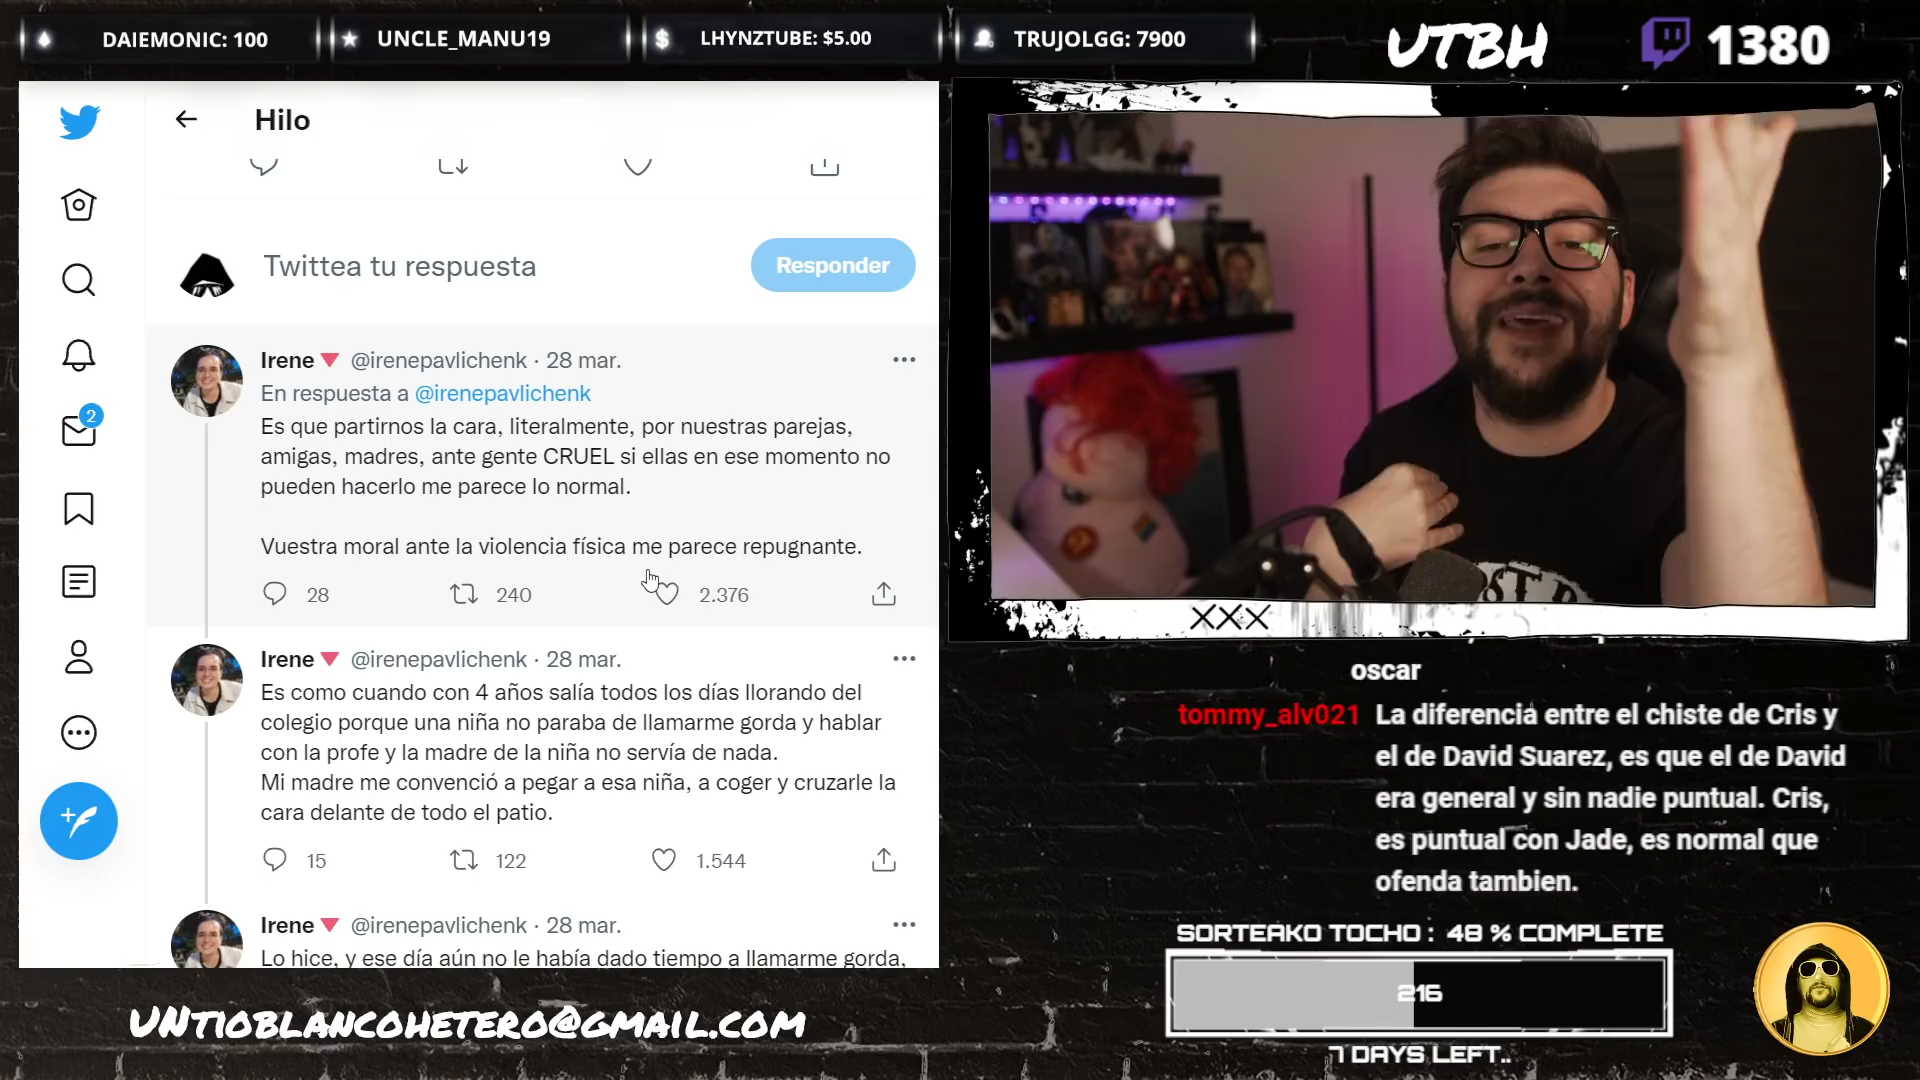 DAIEMONIC: 100
UNCLE_MANU19
LHYNZTUBE: $5.00
TRUJOLGG: 7900
UTBH
1380
Hilo
Twittea tu respuesta
Responder
2
Irene @irenepavlichenk · 28 mar.
En respuesta a @irenepavlichenk
Es que partirnos la cara, literalmente, por nuestras parejas,
amigas, madres, ante gente CRUEL si ellas en ese momento no
pueden hacerlo me parece lo normal.
Vuestra moral ante la violencia física me parece repugnante.
28 240 2.376
Irene @irenepavlichenk · 28 mar.
Es como cuando con 4 años salía todos los días llorando del
colegio porque una niña no paraba de llamarme gorda y hablar
con la profe y la madre de la niña no servía de nada.
Mi madre me convenció a pegar a esa niña, a coger y cruzarle la
cara delante de todo el patio.
15 122 1.544
Irene @irenepavlichenk · 28 mar.
Lo hice, y ese día aún no le había dado tiempo a llamarme gorda,
XXX
oscar
tommy_alv021 La diferencia entre el chiste de Cris y
el de David Suarez, es que el de David
era general y sin nadie puntual. Cris,
es puntual con Jade, es normal que
ofenda tambien.
SORTEAKO TOCHO : 48 % COMPLETE
216
7 DAYS LEFT..
UNtioblancohetero@gmail.com